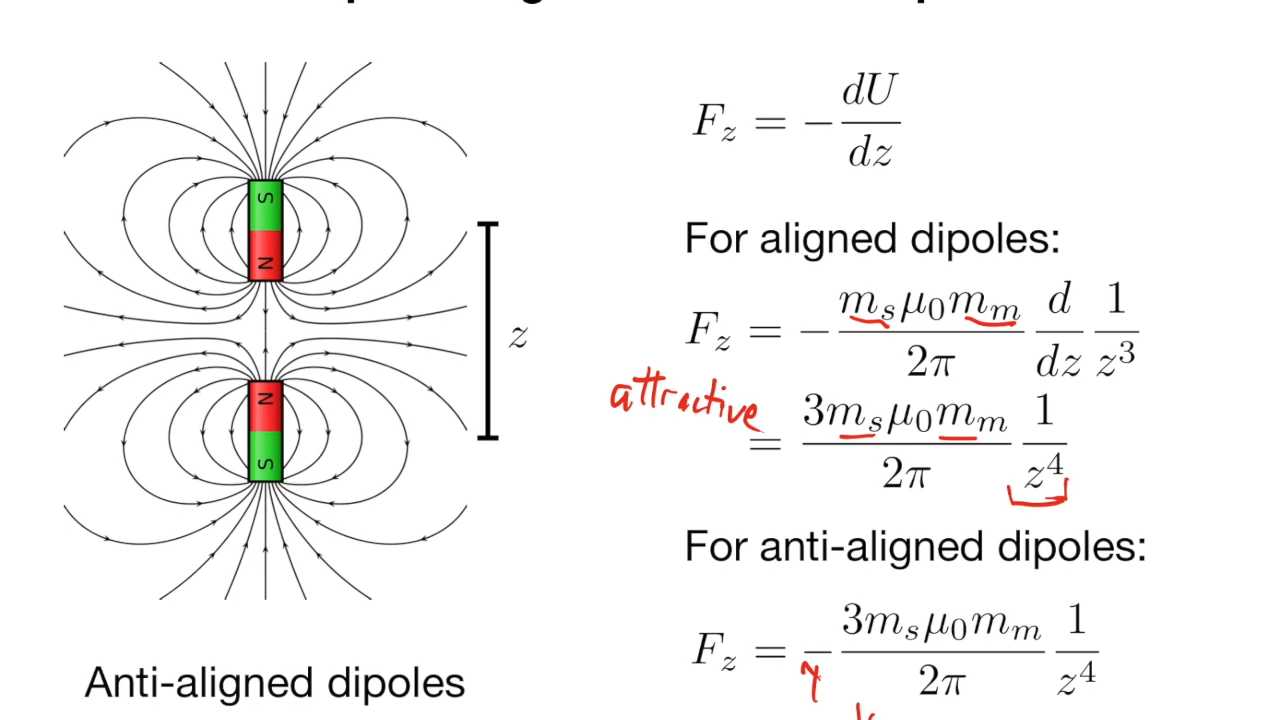 S
N
z
N
S
Anti-aligned dipoles
F_z = - dU/dz
For aligned dipoles:
F_z = - m_s μ_0 m_m / 2π d/dz 1/z^3
attractive
= 3m_s μ_0 m_m / 2π 1/z^4
For anti-aligned dipoles:
F_z = - 3m_s μ_0 m_m / 2π 1/z^4